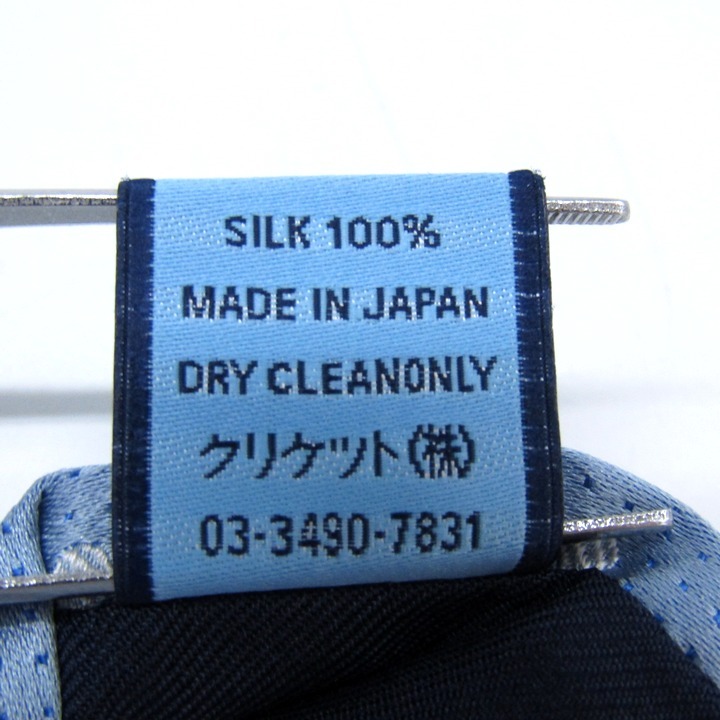 SILK 100%
MADE IN JAPAN
DRY CLEANONLY
クリケット(株)
03-3490-7831